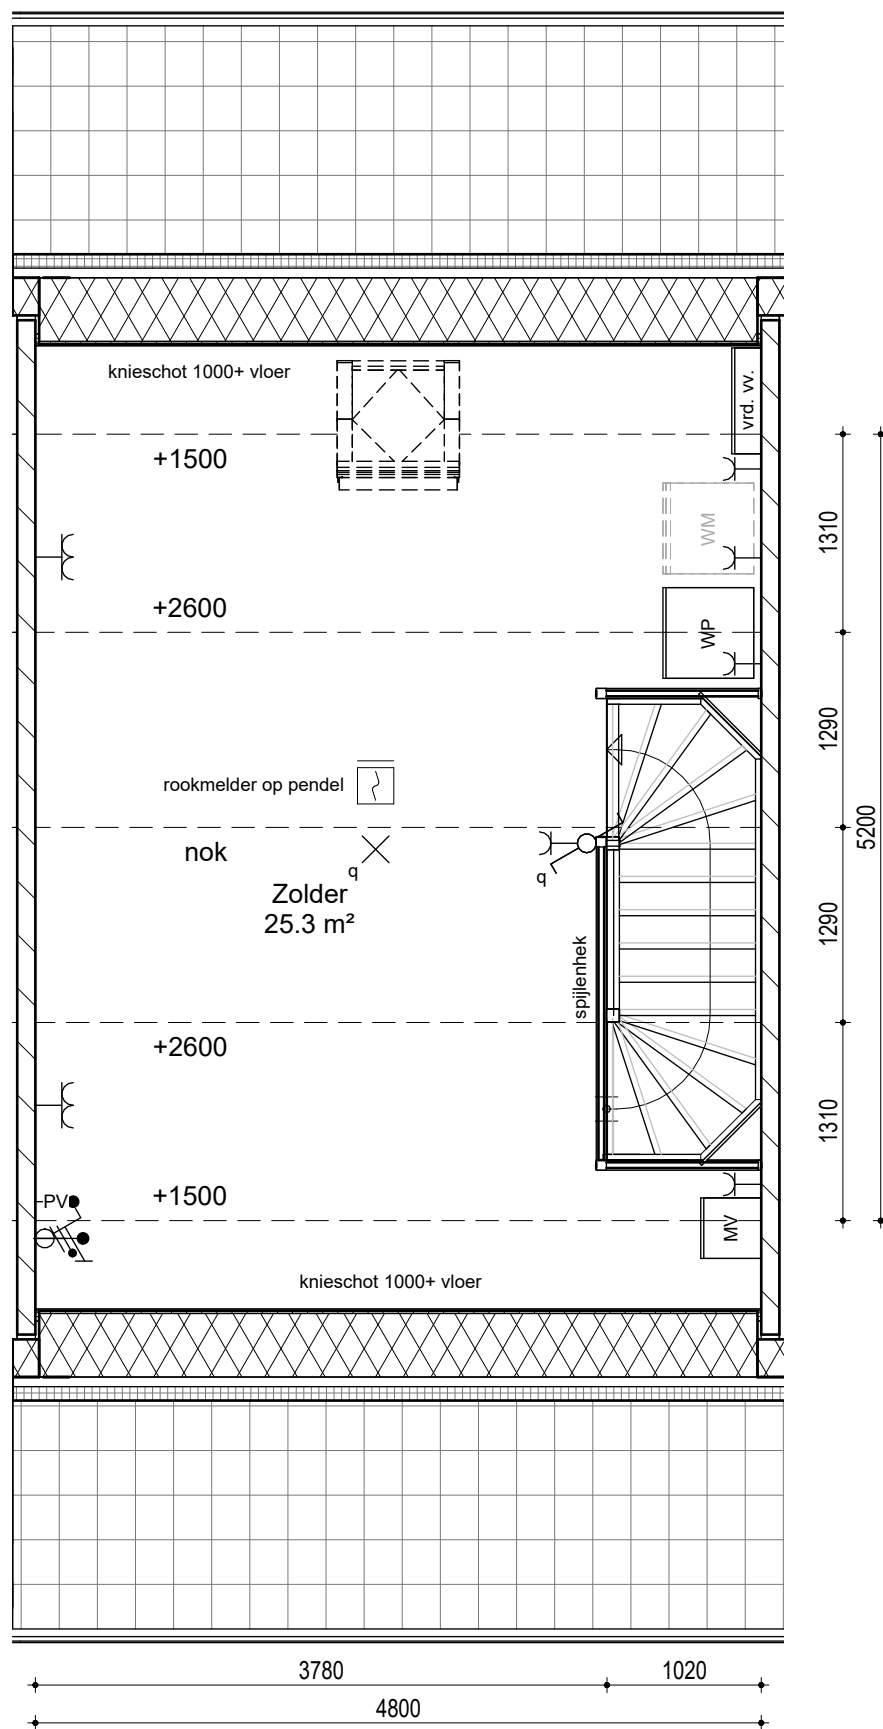 knieschot 1000+ vloer
vrd. vv.
+1500
WM
1310
+2600
WP
1290
5200
rookmelder op pendel
nok
q
q
Zolder
25.3 m²
1290
spijlenhek
+2600
1310
+1500
PV
MV
knieschot 1000+ vloer
3780
1020
4800